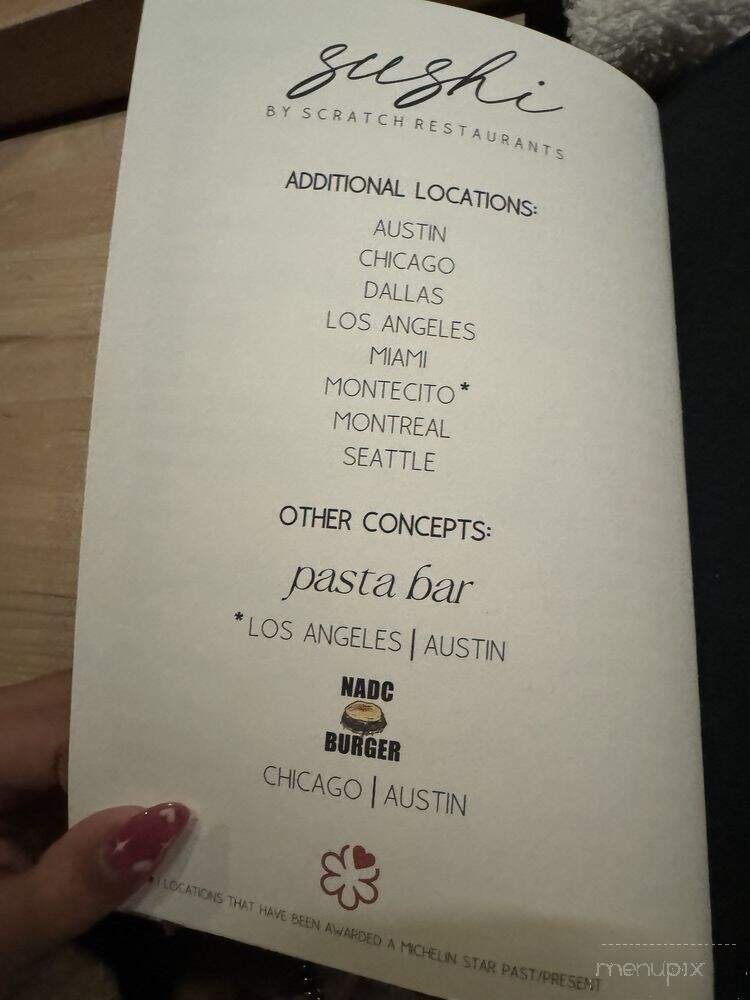 sushi
BY SCRATCH RESTAURANTS
ADDITIONAL LOCATIONS:
AUSTIN
CHICAGO
DALLAS
LOS ANGELES
MIAMI
MONTECITO*
MONTREAL
SEATTLE
OTHER CONCEPTS:
pasta bar
*LOS ANGELES | AUSTIN
NADC
BURGER
CHICAGO | AUSTIN
* | LOCATIONS THAT HAVE BEEN AWARDED A MICHELIN STAR PAST/PRESENT
menupix